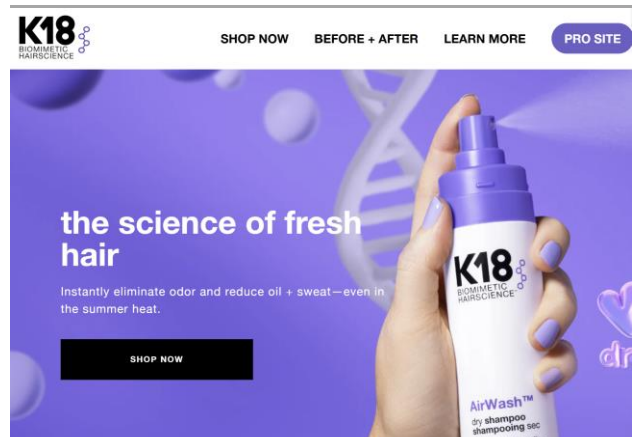 K18
BIOMIMETIC
HAIRSCIENCE
SHOP NOW
BEFORE + AFTER
LEARN MORE
PRO SITE
the science of fresh
hair
Instantly eliminate odor and reduce oil + sweat—even in
the summer heat.
SHOP NOW
K18
BIOMIMETIC
HAIRSCIENCE
AirWash™
dry shampoo
shampooing sec